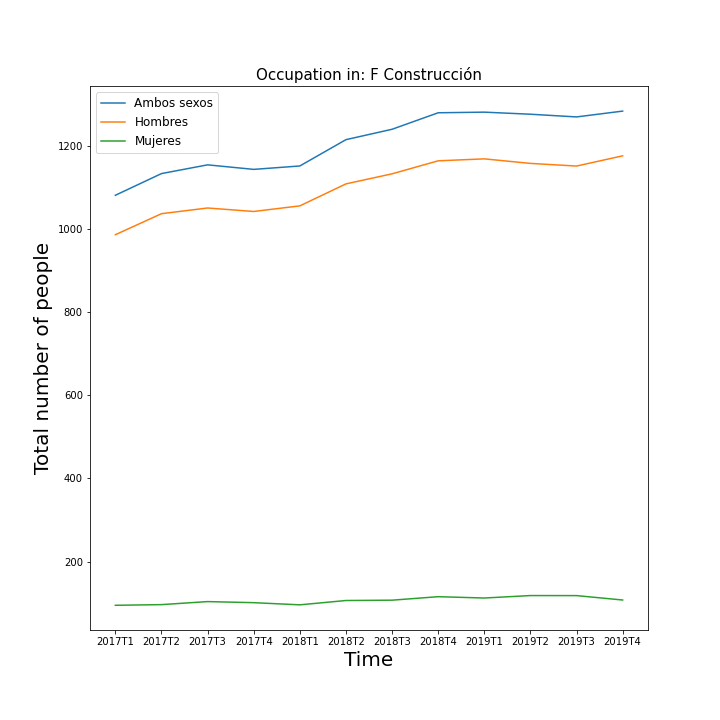 Occupation in: F Construcción
Ambos sexos
Hombres
Mujeres
Total number of people
1200
1000
800
600
400
200
2017T1 2017T2 2017T3 2017T4 2018T1 2018T2 2018T3 2018T4 2019T1 2019T2 2019T3 2019T4
Time